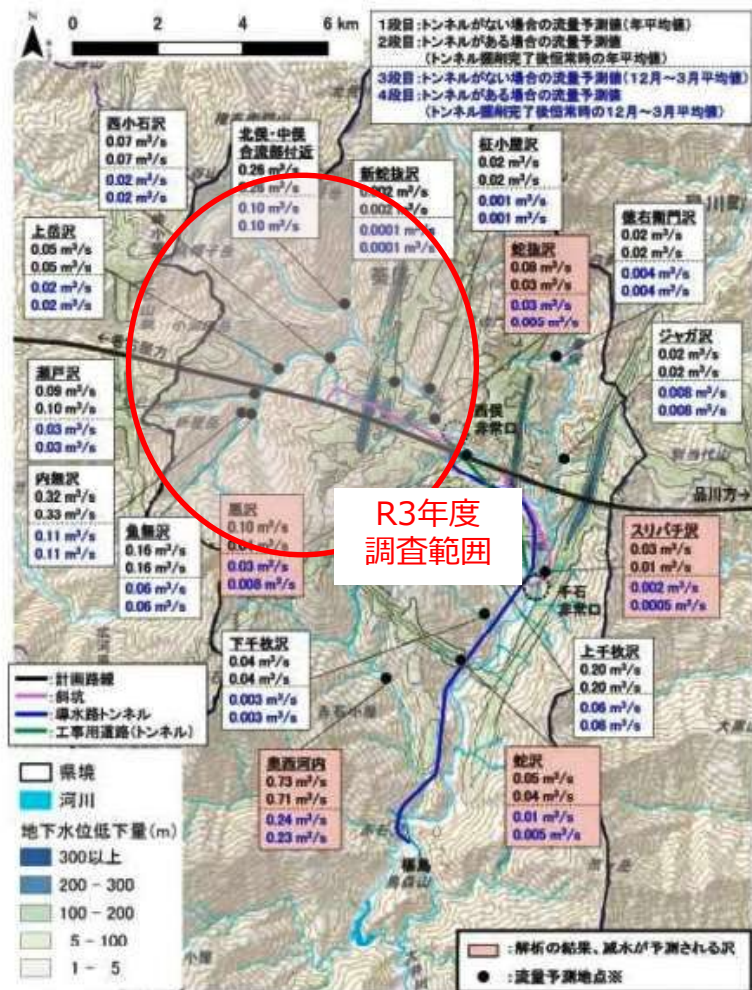 N
0 2 4 6 km
1段目:トンネルがない場合の流量予測値(年平均値)
2段目:トンネルがある場合の流量予測値
(トンネル掘削完了後恒常時の年平均値)
3段目:トンネルがない場合の流量予測値(12月〜3月平均値)
4段目:トンネルがある場合の流量予測値
(トンネル掘削完了後恒常時の12月〜3月平均値)
西小石沢
0.07 m³/s
0.07 m³/s
0.02 m³/s
0.02 m³/s
北俣・中俣
合流部付近
0.26 m³/s
0.26 m³/s
0.10 m³/s
0.10 m³/s
新蛇抜沢
0.002 m³/s
0.002 m³/s
0.0001 m³/s
0.0001 m³/s
柾小屋沢
0.02 m³/s
0.02 m³/s
0.001 m³/s
0.001 m³/s
徳右衛門沢
0.02 m³/s
0.02 m³/s
0.004 m³/s
0.004 m³/s
上岳沢
0.05 m³/s
0.05 m³/s
0.02 m³/s
0.02 m³/s
蛇抜沢
0.08 m³/s
0.03 m³/s
0.03 m³/s
0.005 m³/s
ジャガ沢
0.02 m³/s
0.02 m³/s
0.008 m³/s
0.008 m³/s
←名古屋方
瀬戸沢
0.09 m³/s
0.10 m³/s
0.03 m³/s
0.03 m³/s
西俣
非常口
品川方→
内無沢
0.32 m³/s
0.33 m³/s
0.11 m³/s
0.11 m³/s
魚無沢
0.16 m³/s
0.16 m³/s
0.06 m³/s
0.06 m³/s
悪沢
0.10 m³/s
0.04 m³/s
0.03 m³/s
0.008 m³/s
R3年度
調査範囲
スリバチ沢
0.03 m³/s
0.01 m³/s
0.002 m³/s
0.0005 m³/s
千石
非常口
下千枚沢
0.04 m³/s
0.04 m³/s
0.003 m³/s
0.003 m³/s
上千枚沢
0.20 m³/s
0.20 m³/s
0.06 m³/s
0.06 m³/s
:計画路線
:斜坑
:導水路トンネル
:工事用道路(トンネル)
奥西河内
0.73 m³/s
0.71 m³/s
0.24 m³/s
0.23 m³/s
蛇沢
0.05 m³/s
0.04 m³/s
0.01 m³/s
0.005 m³/s
県境
河川
地下水位低下量(m)
300以上
200 - 300
100 - 200
5 - 100
1 - 5
椹島
:解析の結果、減水が予測される沢
:流量予測地点※